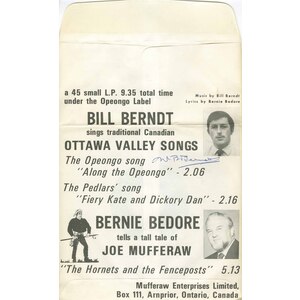 a 45 small L.P. 9.35 total time
under the Opeongo Label
Music by Bill Berndt
Lyrics by Bernie Bedore
BILL BERNDT
sings traditional Canadian
OTTAWA VALLEY SONGS
The Opeongo song
"Along the Opeongo" - 2.06
The Pedlars' song
"Fiery Kate and Dickory Dan" - 2.16
BERNIE BEDORE
tells a tall tale of
JOE MUFFERAW
"The Hornets and the Fenceposts" 5.13
Mufferaw Enterprises Limited,
Box 111, Arnprior, Ontario, Canada